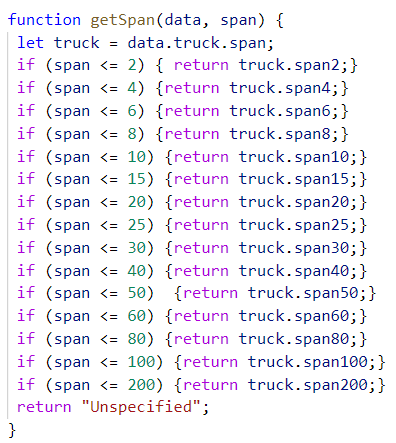 function getSpan(data, span) {
let truck = data.truck.span;
if (span <= 2) { return truck.span2;}
if (span <= 4) {return truck.span4;}
if (span <= 6) {return truck.span6;}
if (span <= 8) {return truck.span8;}
if (span <= 10) {return truck.span10;}
if (span <= 15) {return truck.span15;}
if (span <= 20) {return truck.span20;}
if (span <= 25) {return truck.span25;}
if (span <= 30) {return truck.span30;}
if (span <= 40) {return truck.span40;}
if (span <= 50)  {return truck.span50;}
if (span <= 60) {return truck.span60;}
if (span <= 80) {return truck.span80;}
if (span <= 100) {return truck.span100;}
if (span <= 200) {return truck.span200;}
return "Unspecified";
}